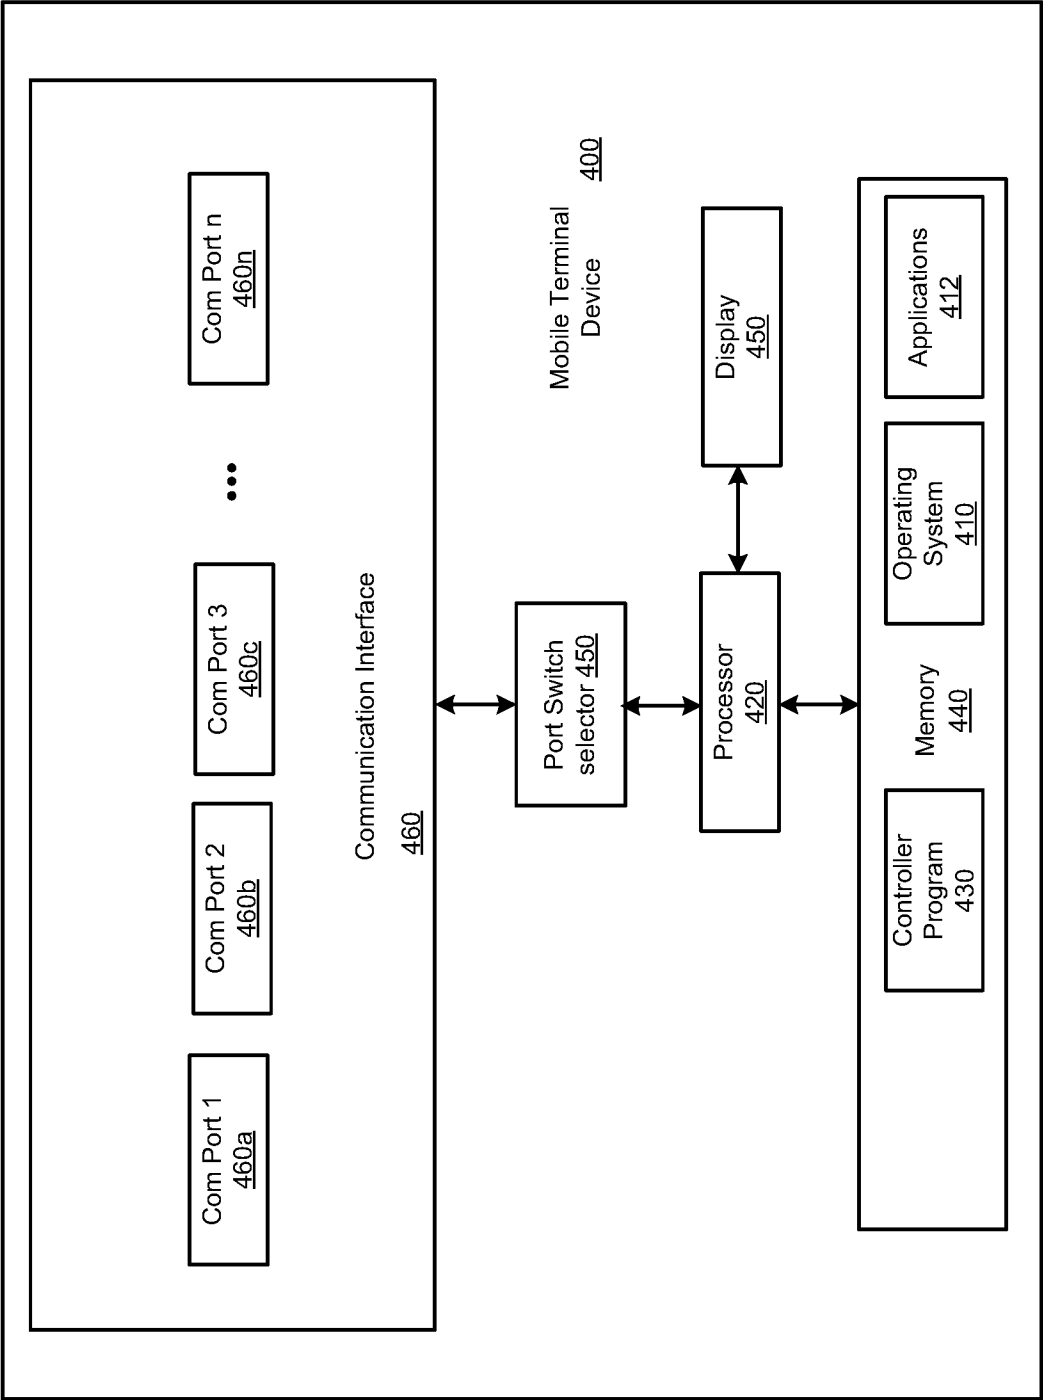 Com Port 1
460a
Com Port 2
460b
Com Port 3
460c
•••
Com Port n
460n
Communication Interface
460
Mobile Terminal
Device
400
Port Switch
selector 450
Processor
420
Display
450
Controller
Program
430
Memory
440
Operating
System
410
Applications
412